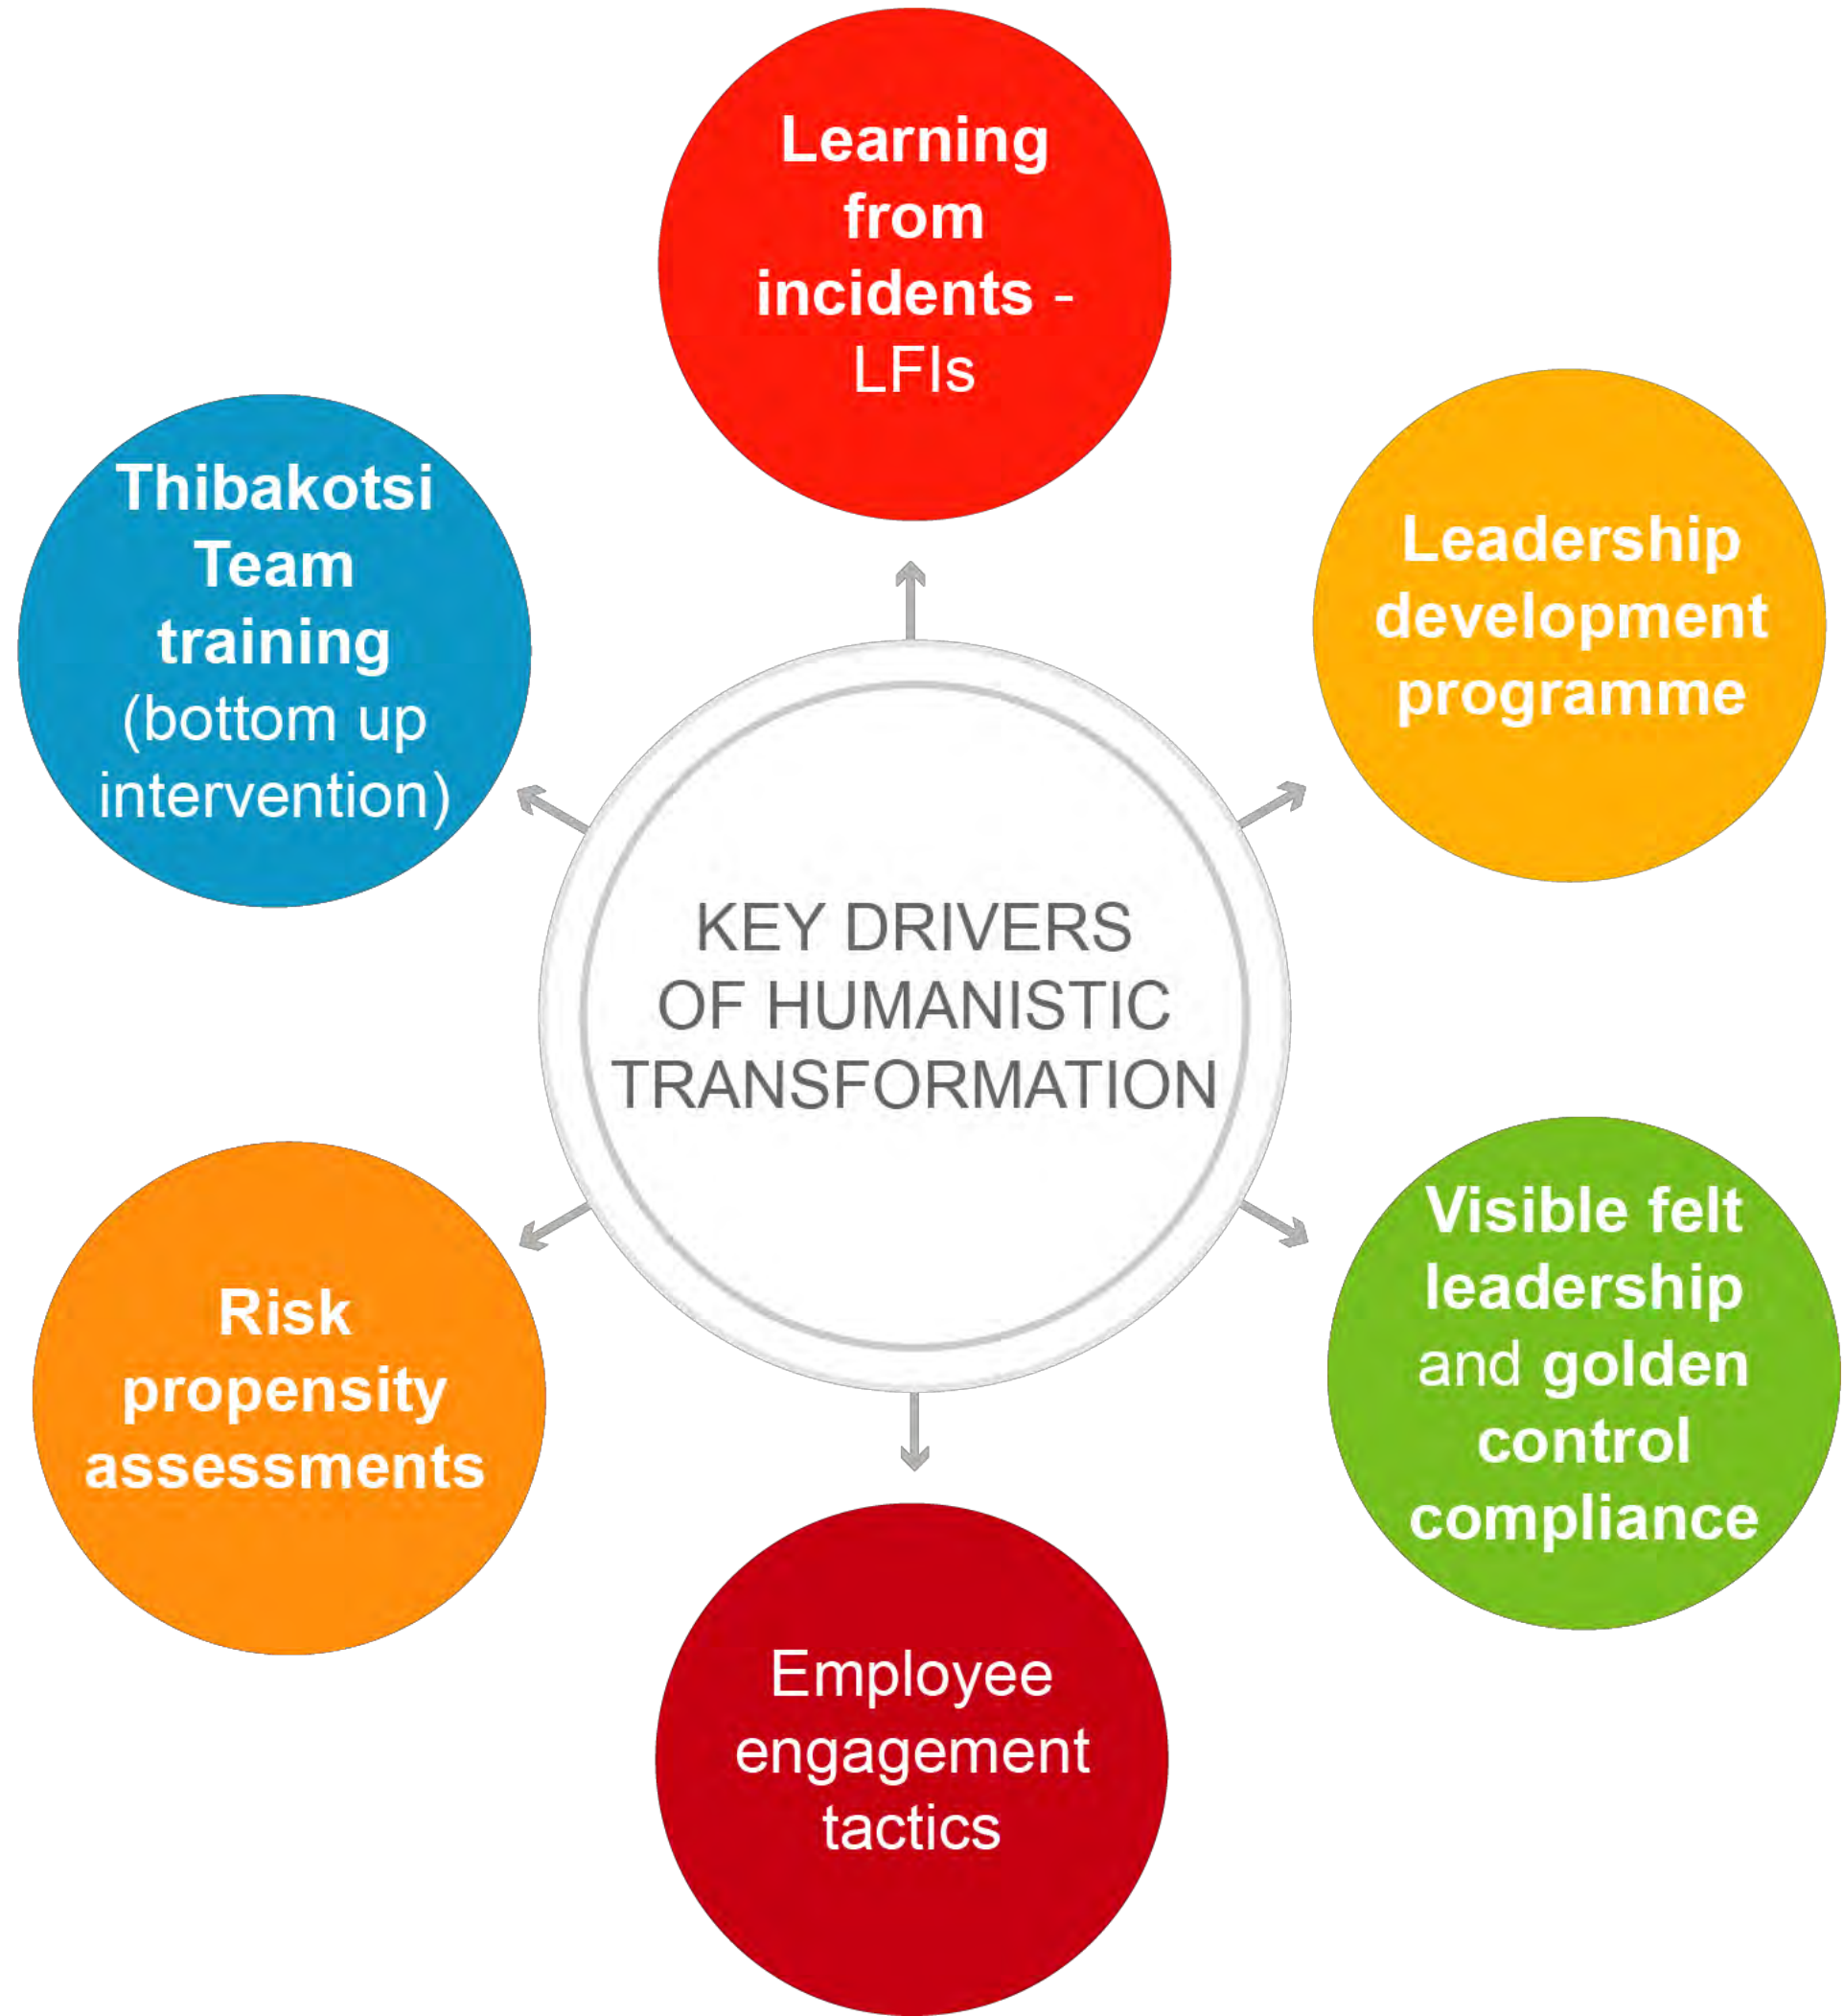 Learning
from
incidents -
LFIs
Thibakotsi
Team
training
(bottom up
intervention)
Leadership
development
programme
KEY DRIVERS
OF HUMANISTIC
TRANSFORMATION
Risk
propensity
assessments
Visible felt
leadership
and golden
control
compliance
Employee
engagement
tactics